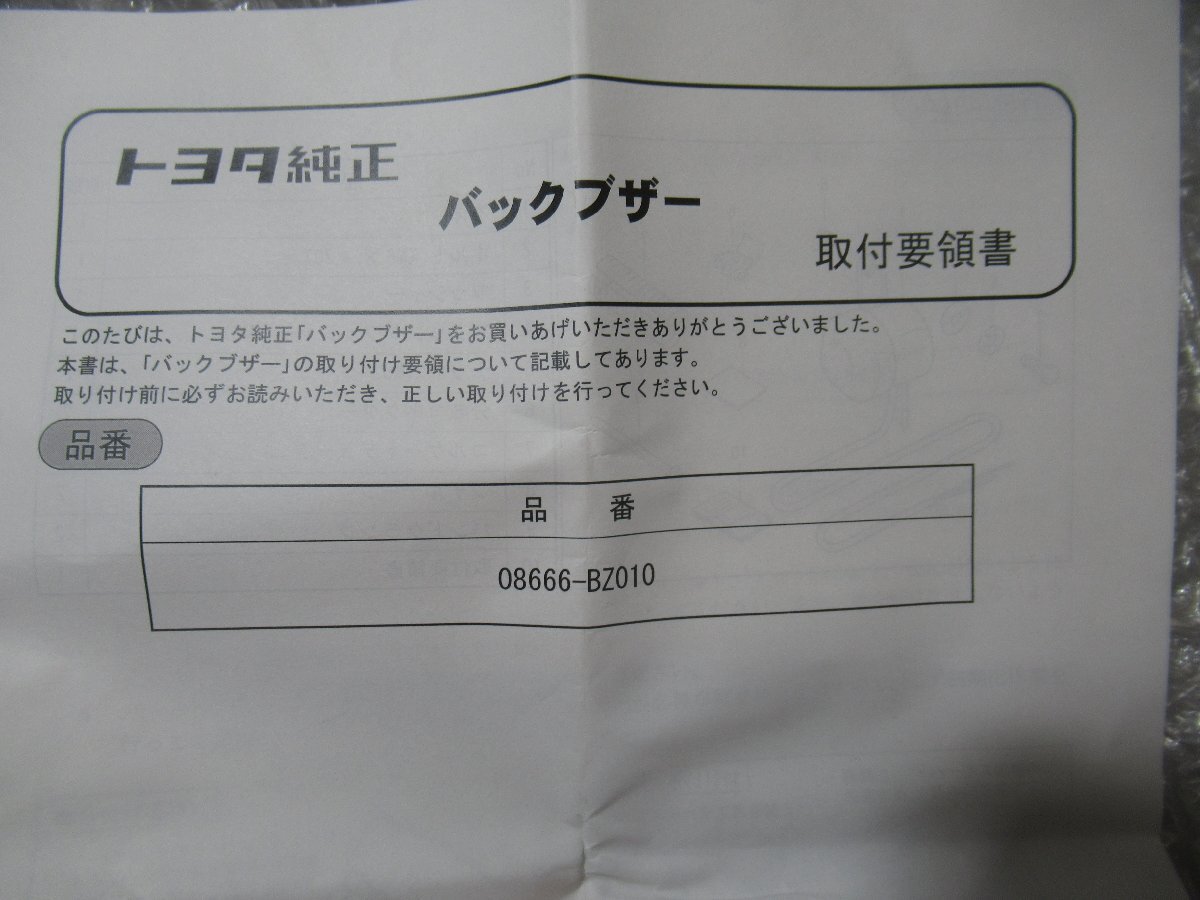 トヨタ純正
バックブザー
取付要領書
このたびは、トヨタ純正「バックブザー」をお買いあげいただきありがとうございました。
本書は、「バックブザー」の取り付け要領について記載してあります。
取り付け前に必ずお読みいただき、正しい取り付けを行ってください。
品番
品 番
08666-BZ010